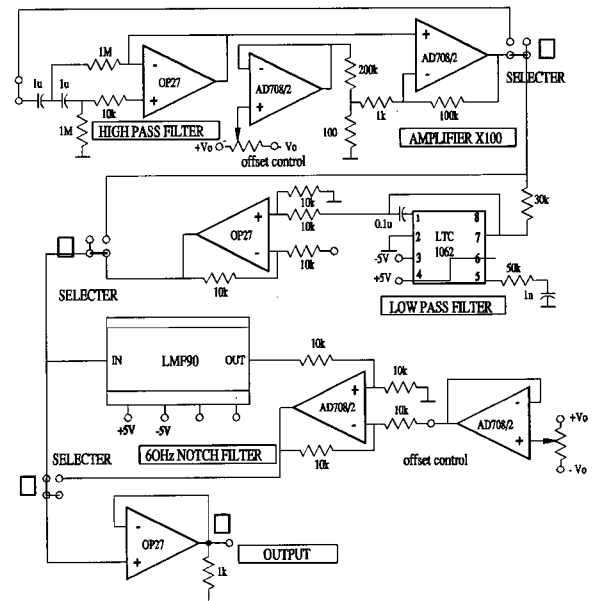 1M
1u 1u
OP27
10k
1M
HIGH PASS FILTER
AD708/2
+Vo -Vo
offset control
200k
100
1k
AD708/2
100k
AMPLIFIER X100
SELECTER
30k
10k
10k
OP27
10k
10k
0.1u
1 8
2 LTC 7
-5V 3 1062 6
+5V 4 5
50k
1u
LOW PASS FILTER
SELECTER
IN LMF90 OUT
+5V -5V
60Hz NOTCH FILTER
10k
10k
AD708/2
10k
10k
offset control
AD708/2
+Vo
-Vo
SELECTER
OP27
1k
OUTPUT